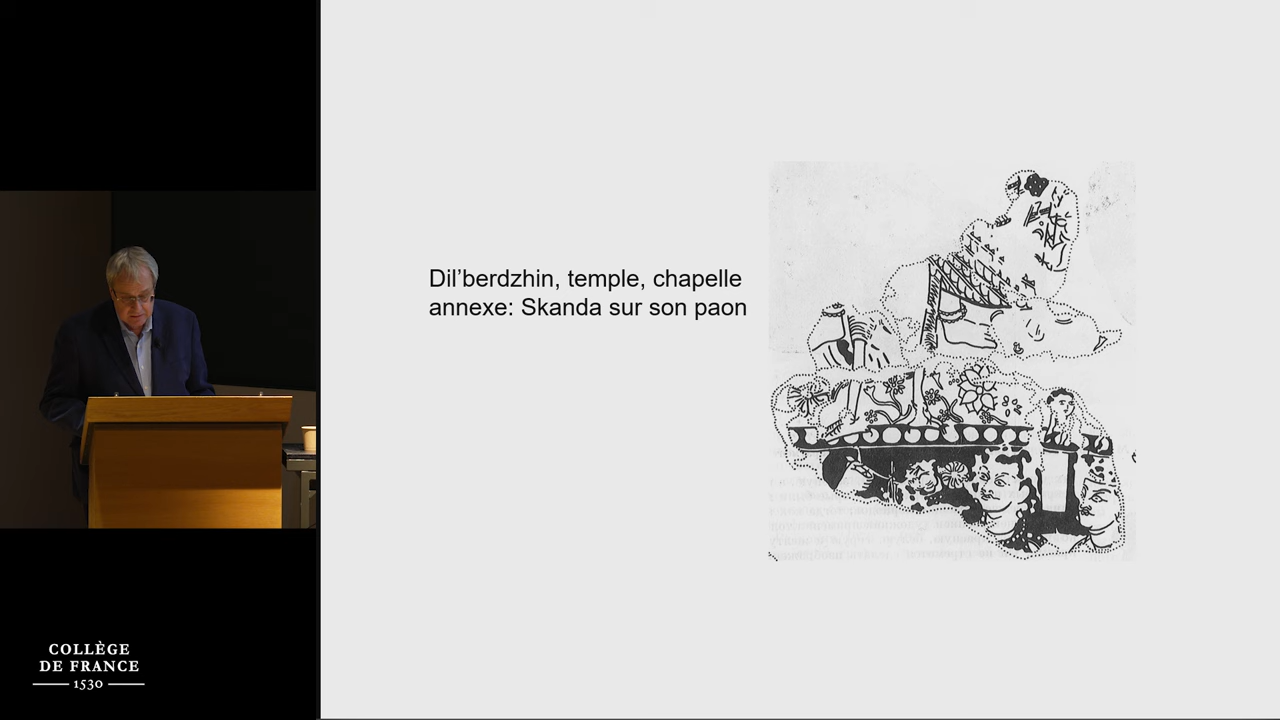 Dil’berdzhin, temple, chapelle
annexe: Skanda sur son paon
COLLÈGE
DE FRANCE
1530